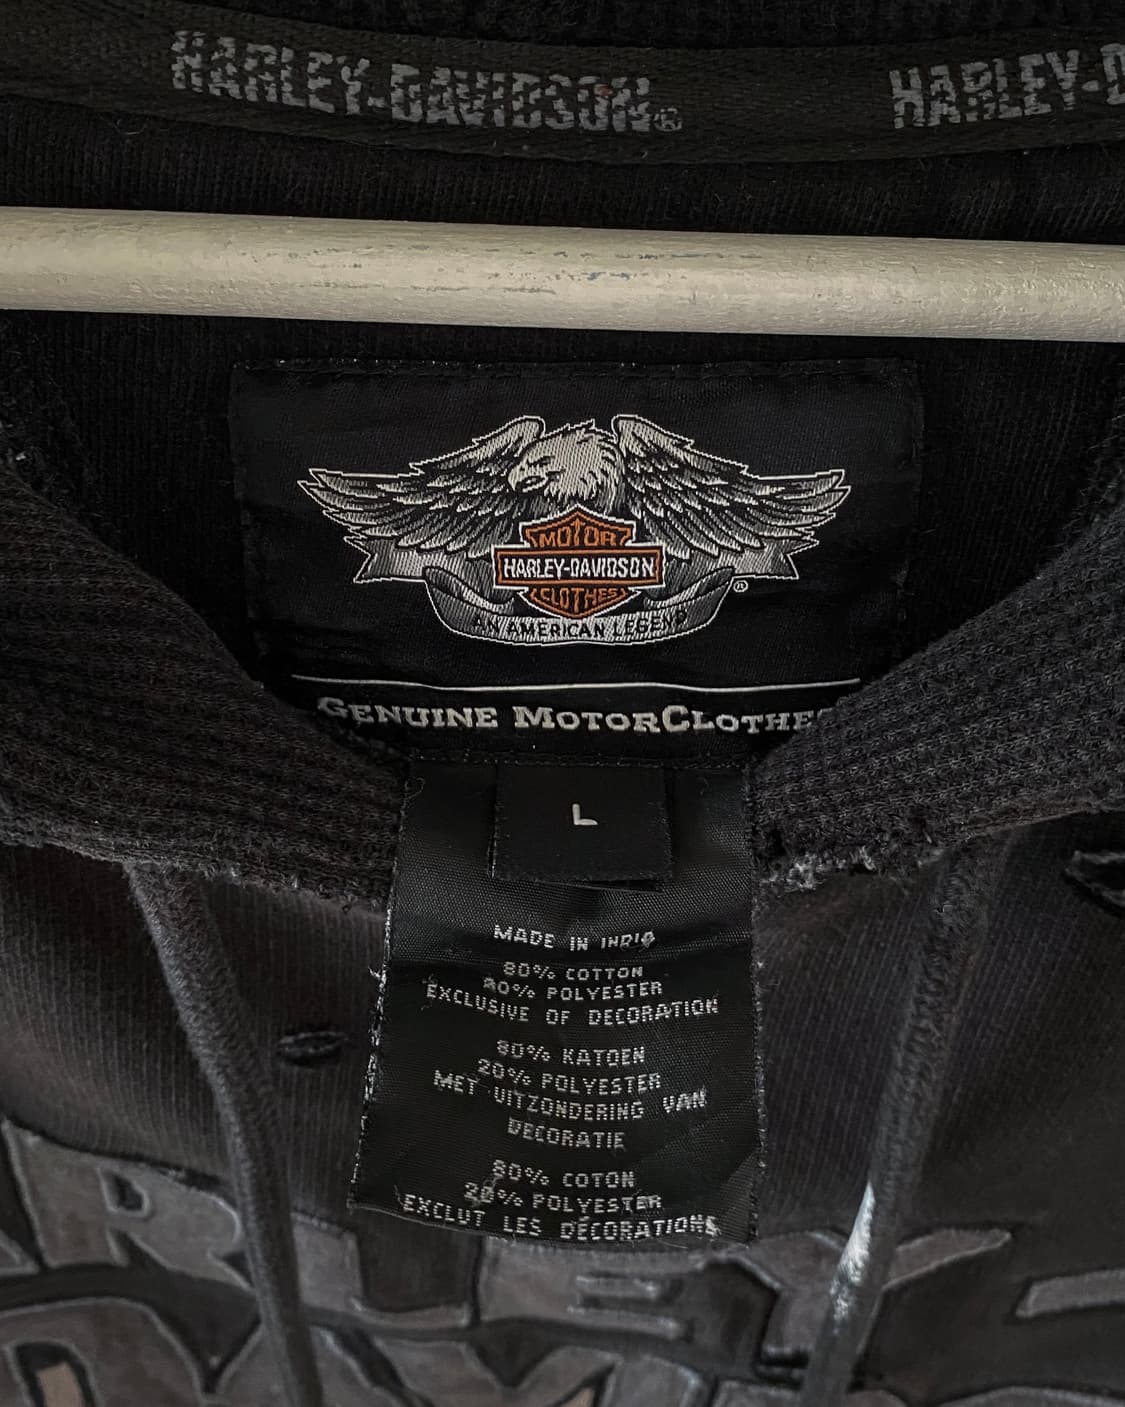 HARLEY-DAVIDSON®
HARLEY-D
MOTOR
HARLEY-DAVIDSON
CLOTHES
®
AN AMERICAN LEGEND
GENUINE MOTORCLOTHES
L
MADE IN INDIA
80% COTTON
20% POLYESTER
EXCLUSIVE OF DECORATION
80% KATOEN
20% POLYESTER
MET UITZONDERING VAN
DECORATIE
80% COTON
20% POLYESTER
EXCLUT LES DÉCORATIONS
RLEY